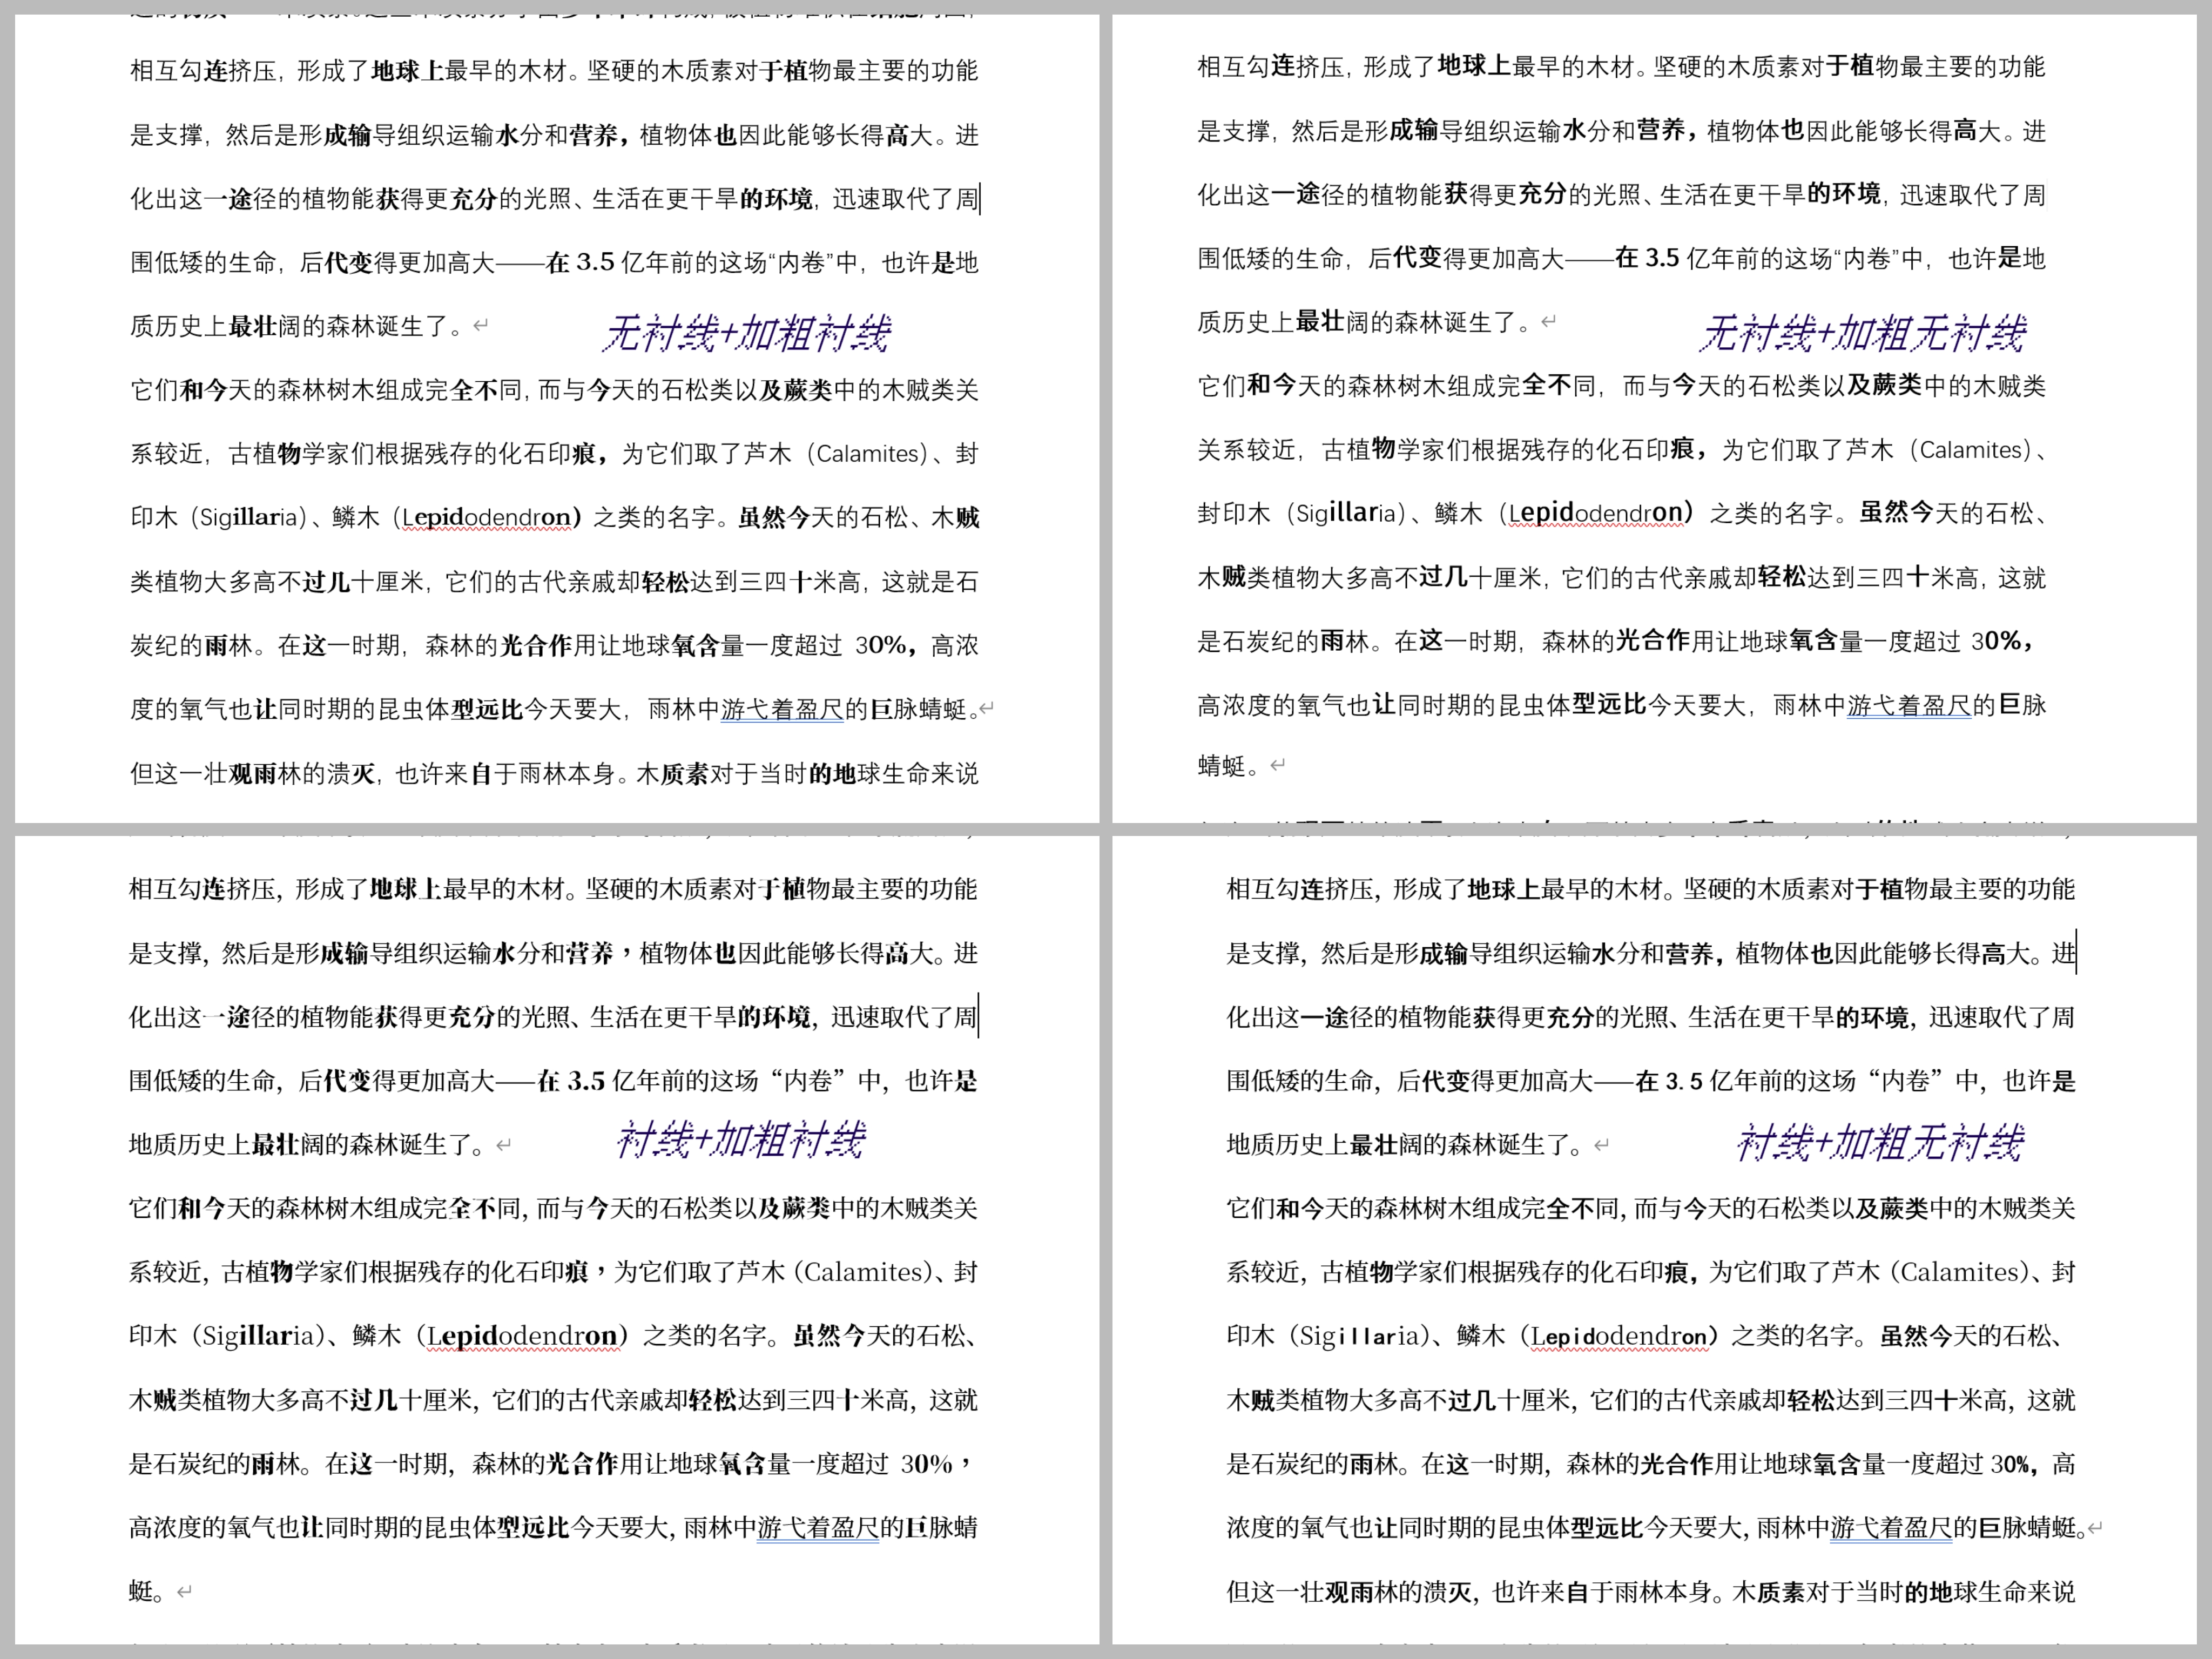 相互勾连挤压，形成了地球上最早的木材。坚硬的木质素对于植物最主要的功能
是支撑，然后是形成输导组织运输水分和营养，植物体也因此能够长得高大。进
化出这一途径的植物能获得更充分的光照、生活在更干旱的环境，迅速取代了周
围低矮的生命，后代变得更加高大——在 3.5 亿年前的这场“内卷”中，也许是地
质历史上最壮阔的森林诞生了。
无衬线+加粗衬线
它们和今天的森林树木组成完全不同，而与今天的石松类以及蕨类中的木贼类关
系较近，古植物学家们根据残存的化石印痕，为它们取了芦木（Calamites）、封
印木（Sigillaria）、鳞木（Lepidodendron）之类的名字。虽然今天的石松、木贼
类植物大多高不过几十厘米，它们的古代亲戚却轻松达到三四十米高，这就是石
炭纪的雨林。在这一时期，森林的光合作用让地球氧含量一度超过 30%，高浓
度的氧气也让同时期的昆虫体型远比今天要大，雨林中游弋着盈尺的巨脉蜻蜓。
但这一壮观雨林的溃灭，也许来自于雨林本身。木质素对于当时的地球生命来说
相互勾连挤压，形成了地球上最早的木材。坚硬的木质素对于植物最主要的功能
是支撑，然后是形成输导组织运输水分和营养，植物体也因此能够长得高大。进
化出这一途径的植物能获得更充分的光照、生活在更干旱的环境，迅速取代了周
围低矮的生命，后代变得更加高大——在 3.5 亿年前的这场“内卷”中，也许是地
质历史上最壮阔的森林诞生了。
无衬线+加粗无衬线
它们和今天的森林树木组成完全不同，而与今天的石松类以及蕨类中的木贼类
关系较近，古植物学家们根据残存的化石印痕，为它们取了芦木（Calamites）、
封印木（Sigillaria）、鳞木（Lepidodendron）之类的名字。虽然今天的石松、
木贼类植物大多高不过几十厘米，它们的古代亲戚却轻松达到三四十米高，这就
是石炭纪的雨林。在这一时期，森林的光合作用让地球氧含量一度超过 30%，
高浓度的氧气也让同时期的昆虫体型远比今天要大，雨林中游弋着盈尺的巨脉
蜻蜓。
相互勾连挤压，形成了地球上最早的木材。坚硬的木质素对于植物最主要的功能
是支撑，然后是形成输导组织运输水分和营养，植物体也因此能够长得高大。进
化出这一途径的植物能获得更充分的光照、生活在更干旱的环境，迅速取代了周
围低矮的生命，后代变得更加高大——在 3.5 亿年前的这场“内卷”中，也许是
地质历史上最壮阔的森林诞生了。
衬线+加粗衬线
它们和今天的森林树木组成完全不同，而与今天的石松类以及蕨类中的木贼类关
系较近，古植物学家们根据残存的化石印痕，为它们取了芦木（Calamites）、封
印木（Sigillaria）、鳞木（Lepidodendron）之类的名字。虽然今天的石松、
木贼类植物大多高不过几十厘米，它们的古代亲戚却轻松达到三四十米高，这就
是石炭纪的雨林。在这一时期，森林的光合作用让地球氧含量一度超过 30%，
高浓度的氧气也让同时期的昆虫体型远比今天要大，雨林中游弋着盈尺的巨脉蜻
蜓。
相互勾连挤压，形成了地球上最早的木材。坚硬的木质素对于植物最主要的功能
是支撑，然后是形成输导组织运输水分和营养，植物体也因此能够长得高大。进
化出这一途径的植物能获得更充分的光照、生活在更干旱的环境，迅速取代了周
围低矮的生命，后代变得更加高大——在 3.5 亿年前的这场“内卷”中，也许是
地质历史上最壮阔的森林诞生了。
衬线+加粗无衬线
它们和今天的森林树木组成完全不同，而与今天的石松类以及蕨类中的木贼类关
系较近，古植物学家们根据残存的化石印痕，为它们取了芦木（Calamites）、封
印木（Sigillaria）、鳞木（Lepidodendron）之类的名字。虽然今天的石松、
木贼类植物大多高不过几十厘米，它们的古代亲戚却轻松达到三四十米高，这就
是石炭纪的雨林。在这一时期，森林的光合作用让地球氧含量一度超过 30%，高
浓度的氧气也让同时期的昆虫体型远比今天要大，雨林中游弋着盈尺的巨脉蜻蜓。
但这一壮观雨林的溃灭，也许来自于雨林本身。木质素对于当时的地球生命来说